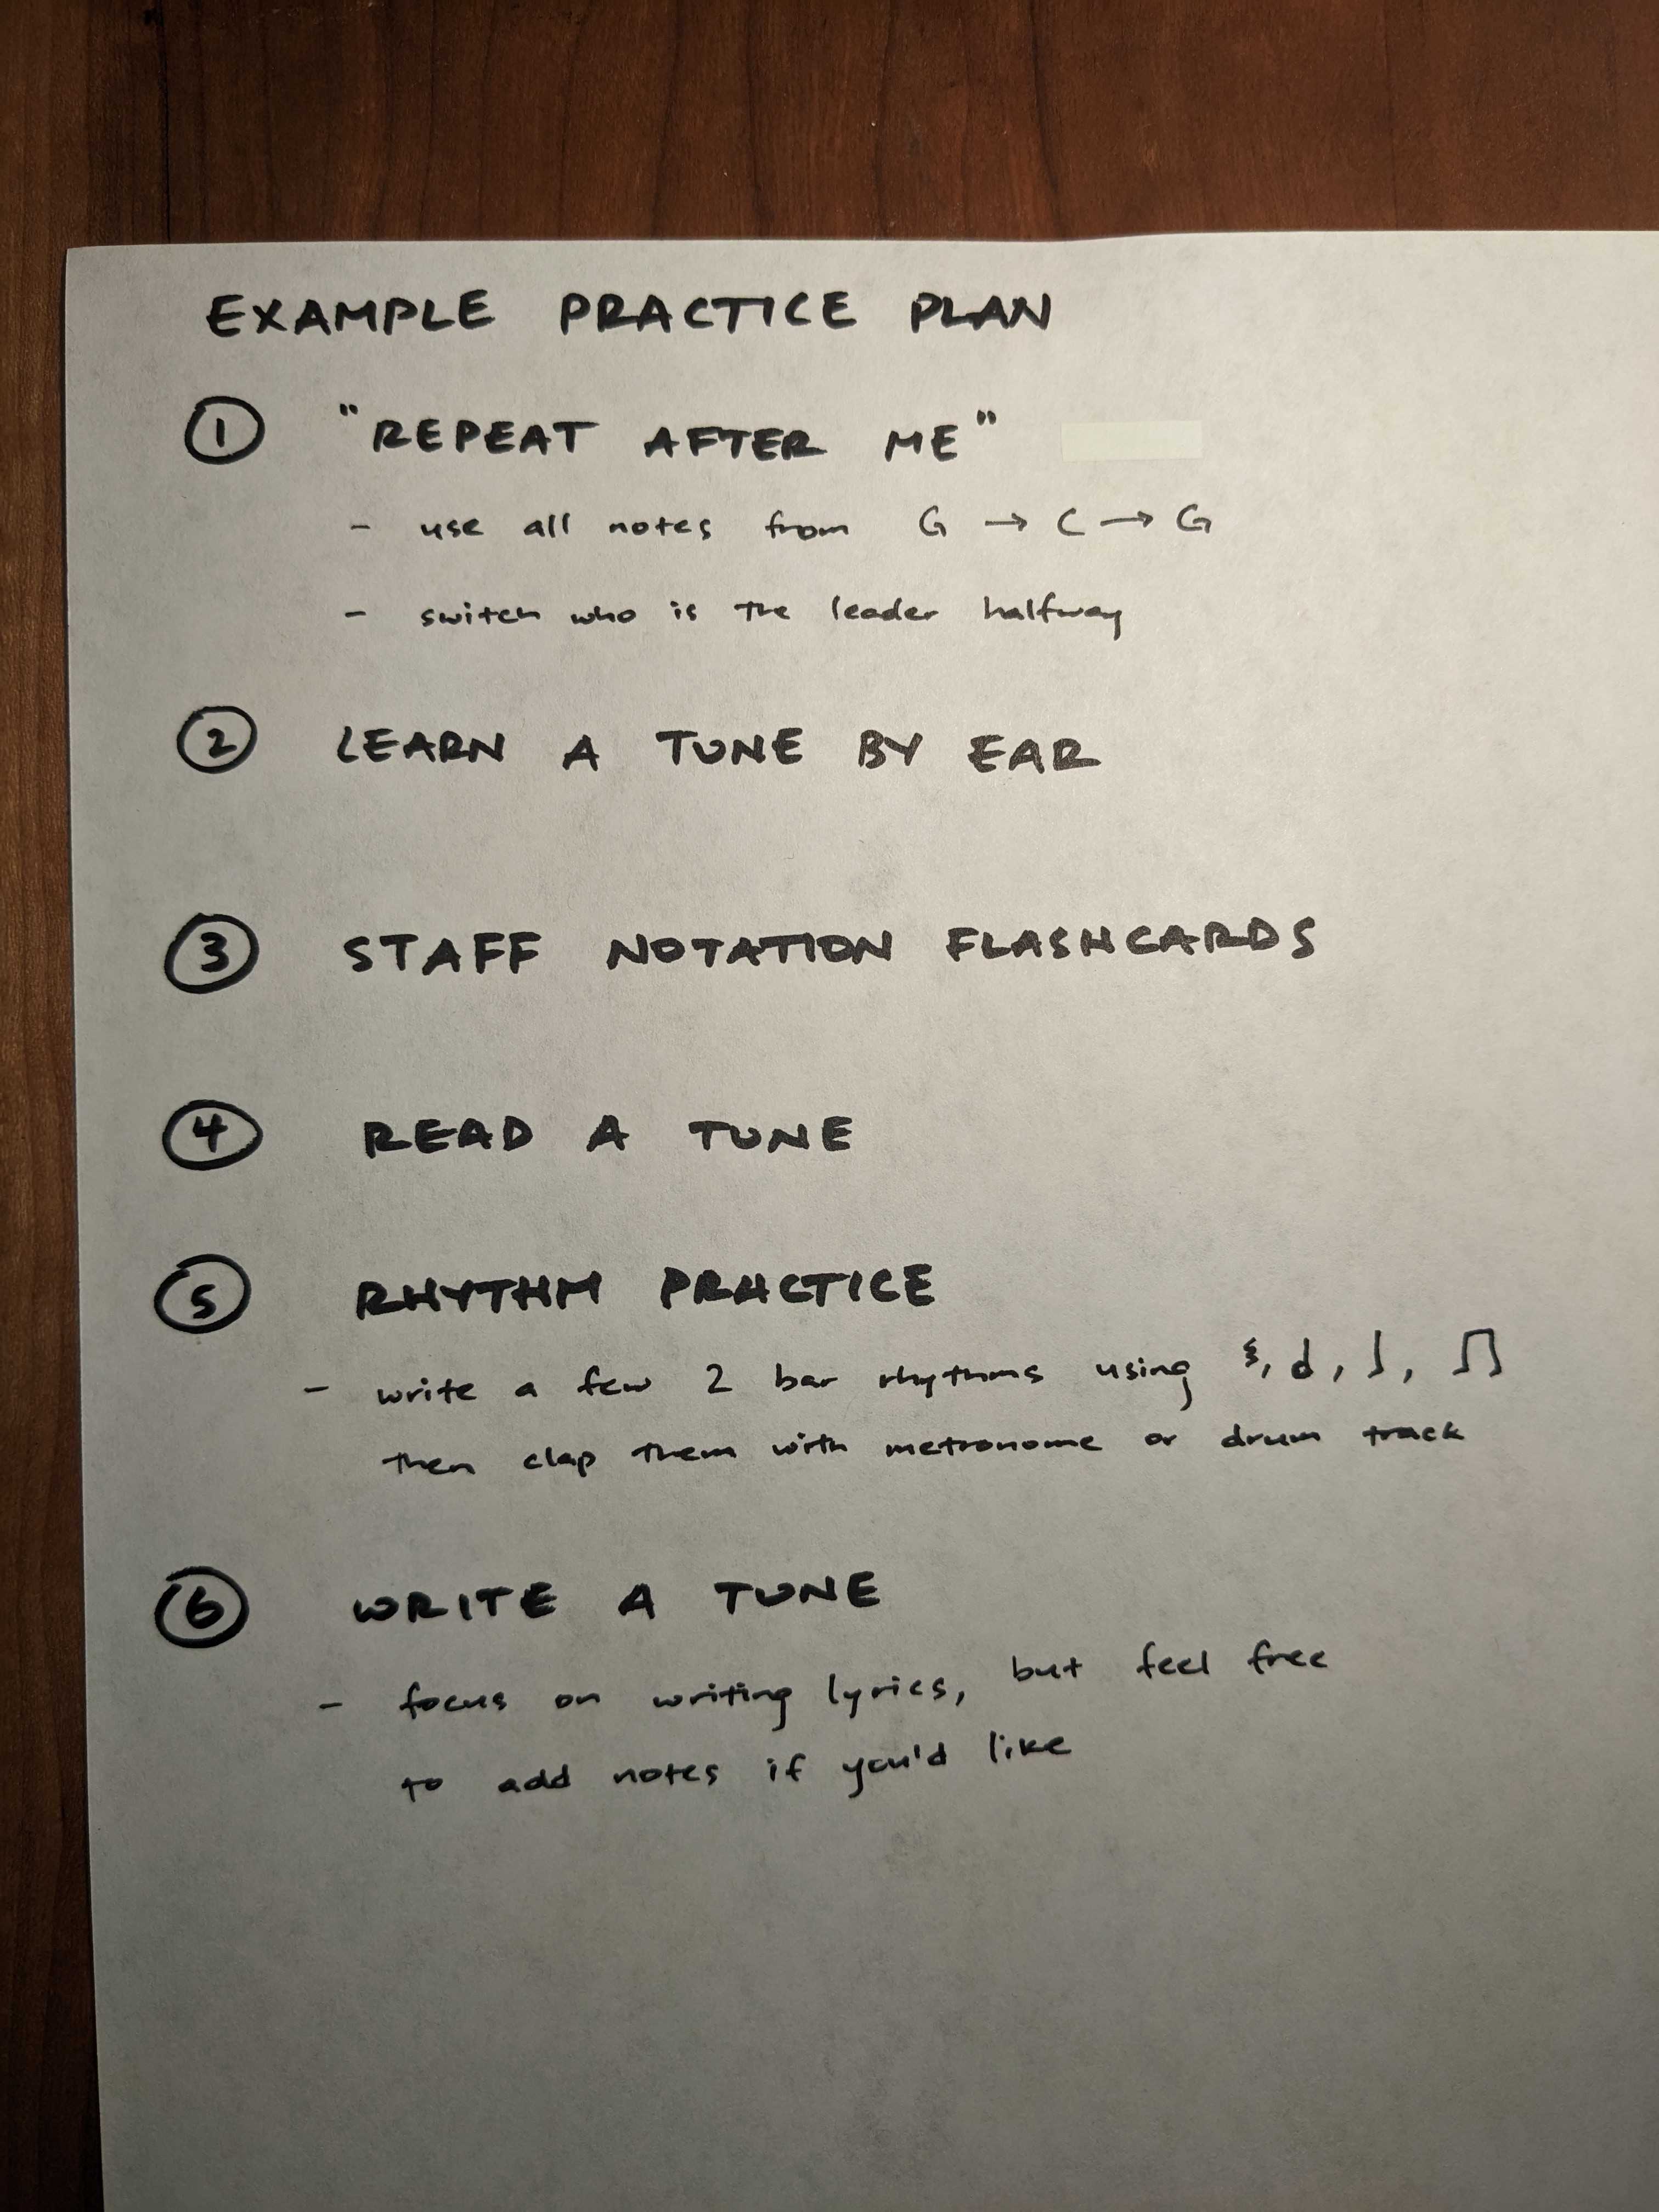 EXAMPLE PRACTICE PLAN
① "REPEAT AFTER ME"
- use all notes from G → C → G
- switch who is the leader halfway
② LEARN A TUNE BY EAR
③ STAFF NOTATION FLASHCARDS
④ READ A TUNE
⑤ RHYTHM PRACTICE
- write a few 2 bar rhythms using 𝄽, 𝅗𝅥, ♩, ♫
then clap them with metronome or drum track
⑥ WRITE A TUNE
- focus on writing lyrics, but feel free
to add notes if you'd like